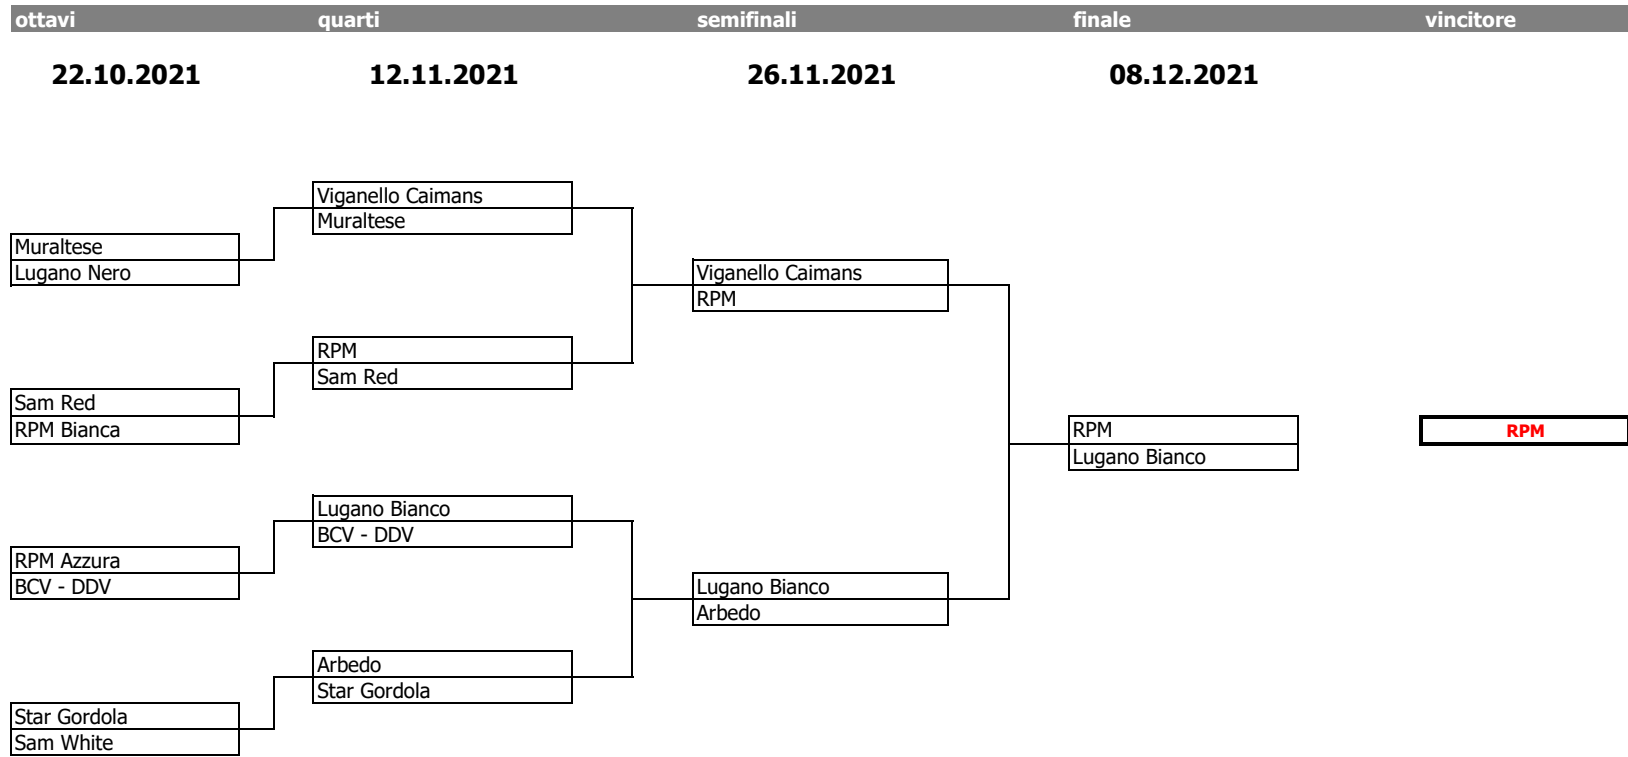 ottavi quarti semifinali finale vincitore
22.10.2021 12.11.2021 26.11.2021 08.12.2021
Viganello Caimans
Muraltese
Muraltese
Lugano Nero
Viganello Caimans
RPM
RPM
Sam Red
Sam Red
RPM Bianca
RPM
Lugano Bianco
RPM
Lugano Bianco
BCV - DDV
RPM Azzura
BCV - DDV
Lugano Bianco
Arbedo
Arbedo
Star Gordola
Star Gordola
Sam White